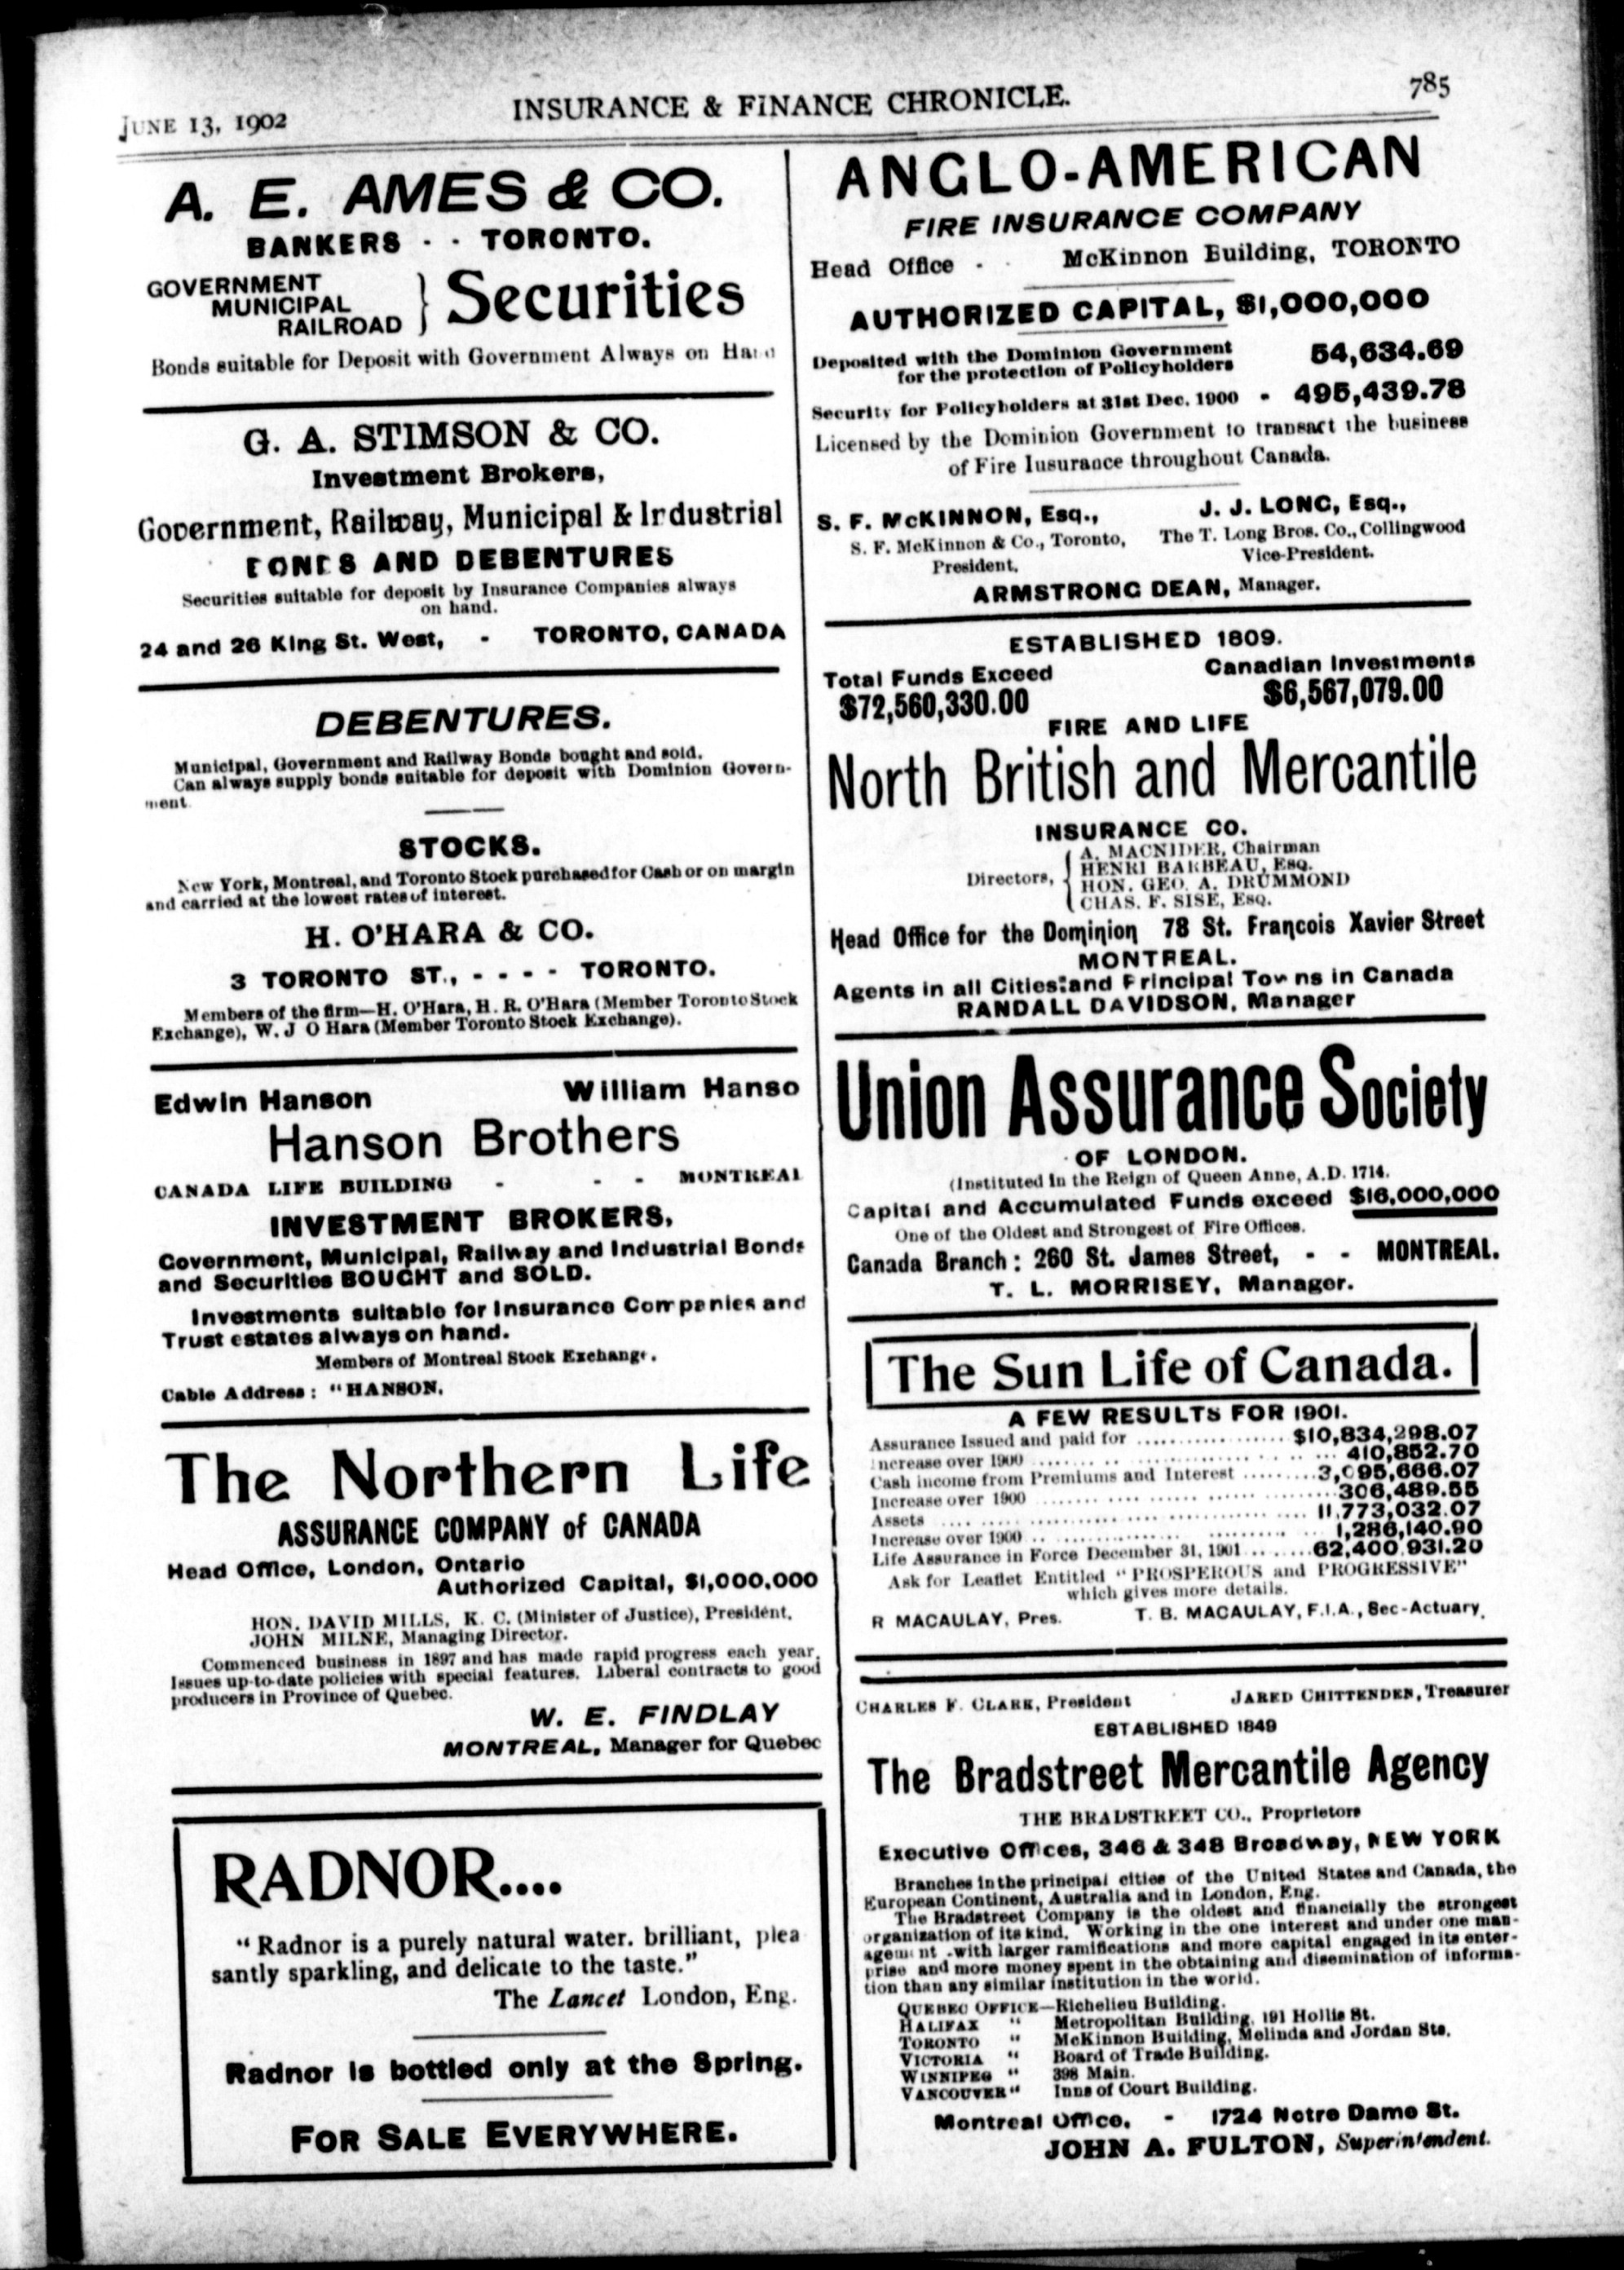 JUNE 13, 1902
INSURANCE & FINANCE CHRONICLE.
785
A. E. AMES & CO.
BANKERS - - TORONTO.
GOVERNMENT
MUNICIPAL
RAILROAD
} Securities
Bonds suitable for Deposit with Government Always on
G. A. STIMSON & CO.
Investment Brokers,
Government, Railway, Municipal & Industrial
BONDS AND DEBENTURES
Securities suitable for deposit by Insurance Companies always
on hand.
24 and 26 King St. West, - TORONTO, CANADA
DEBENTURES.
Municipal, Government and Railway Bonds bought and sold.
Can always supply bonds suitable for deposit with Dominion Govern-
ment.
STOCKS.
New York, Montreal, and Toronto Stock purchased for Cash or on margin
and carried at the lowest rates of interest.
H. O'HARA & CO.
3 TORONTO ST., - - - - TORONTO.
Members of the firm—H. O'Hara, H. R. O'Hara (Member Toronto Stock
Exchange), W. J O Hara (Member Toronto Stock Exchange).
Edwin Hanson William Hanso
Hanson Brothers
CANADA LIFE BUILDING - - - MONTREAL
INVESTMENT BROKERS,
Government, Municipal, Railway and Industrial Bonds
and Securities BOUGHT and SOLD.
Investments suitable for Insurance Companies and
Trust estates always on hand.
Members of Montreal Stock Exchange.
Cable Address: "HANSON.
The Northern Life
ASSURANCE COMPANY of CANADA
Head Office, London, Ontario
Authorized Capital, $1,000,000
HON. DAVID MILLS, K. C. (Minister of Justice), President.
JOHN MILNE, Managing Director.
Commenced business in 1897 and has made rapid progress each year.
Issues up-to-date policies with special features. Liberal contracts to good
producers in Province of Quebec.
W. E. FINDLAY
MONTREAL, Manager for Quebec
RADNOR....
"Radnor is a purely natural water. brilliant, plea
santly sparkling, and delicate to the taste."
The Lancet London, Eng.
Radnor is bottled only at the Spring.
FOR SALE EVERYWHERE.
ANGLO-AMERICAN
FIRE INSURANCE COMPANY
Head Office - - McKinnon Building, TORONTO
AUTHORIZED CAPITAL, $1,000,000
Deposited with the Dominion Government
for the protection of Policyholders
54,634.69
Security for Policyholders at 31st Dec. 1900 - 495,439.78
Licensed by the Dominion Government to transact the business
of Fire Insurance throughout Canada.
S. F. McKINNON, Esq.,
S. F. McKinnon & Co., Toronto,
President.
J. J. LONG, Esq.,
The T. Long Bros. Co., Collingwood
Vice-President.
ARMSTRONG DEAN, Manager.
ESTABLISHED 1809.
Total Funds Exceed Canadian Investments
$72,560,330.00 $6,567,079.00
FIRE AND LIFE
North British and Mercantile
INSURANCE CO.
Directors, { A. MACNIDER, Chairman
HENRI BARBEAU, ESQ.
HON. GEO. A. DRUMMOND
CHAS. F. SISE, ESQ.
Head Office for the Dominion 78 St. Francois Xavier Street
MONTREAL.
Agents in all Cities and Principal Towns in Canada
RANDALL DAVIDSON, Manager
Union Assurance Society
OF LONDON.
(Instituted in the Reign of Queen Anne, A.D. 1714.
Capital and Accumulated Funds exceed $16,000,000
One of the Oldest and Strongest of Fire Offices.
Canada Branch: 260 St. James Street, - - MONTREAL.
T. L. MORRISEY, Manager.
The Sun Life of Canada.
A FEW RESULTS FOR 1901.
Assurance Issued and paid for ........ $10,834,298.07
Increase over 1900 ........ 410,852.70
Cash income from Premiums and Interest ........ 3,095,666.07
Increase over 1900 ........ 306,489.55
Assets ........ 11,773,032.07
Increase over 1900 ........ 1,286,140.90
Life Assurance in Force December 31, 1901 ........ 62,400 931.20
Ask for Leaflet Entitled "PROSPEROUS and PROGRESSIVE"
which gives more details.
R MACAULAY, Pres. T. B. MACAULAY, F.I.A., Sec-Actuary.
CHARLES F. CLARK, President JARED CHITTENDEN, Treasurer
ESTABLISHED 1849
The Bradstreet Mercantile Agency
THE BRADSTREET CO., Proprietors
Executive Offices, 346 & 348 Broadway, NEW YORK
Branches in the principal cities of the United States and Canada, the
European Continent, Australia and in London, Eng.
The Bradstreet Company is the oldest and financially the strongest
organization of its kind. Working in the one interest and under one man-
agement with larger ramifications and more capital engaged in its enter-
prise and more money spent in the obtaining and disemination of informa-
tion than any similar institution in the world.
QUEBEC OFFICE—Richelieu Building.
HALIFAX " Metropolitan Building, 191 Hollis St.
TORONTO " McKinnon Building, Melinda and Jordan Sts.
VICTORIA " Board of Trade Building.
WINNIPEG " 398 Main.
VANCOUVER " Inns of Court Building.
Montreal Office, - 1724 Notre Dame St.
JOHN A. FULTON, Superintendent.